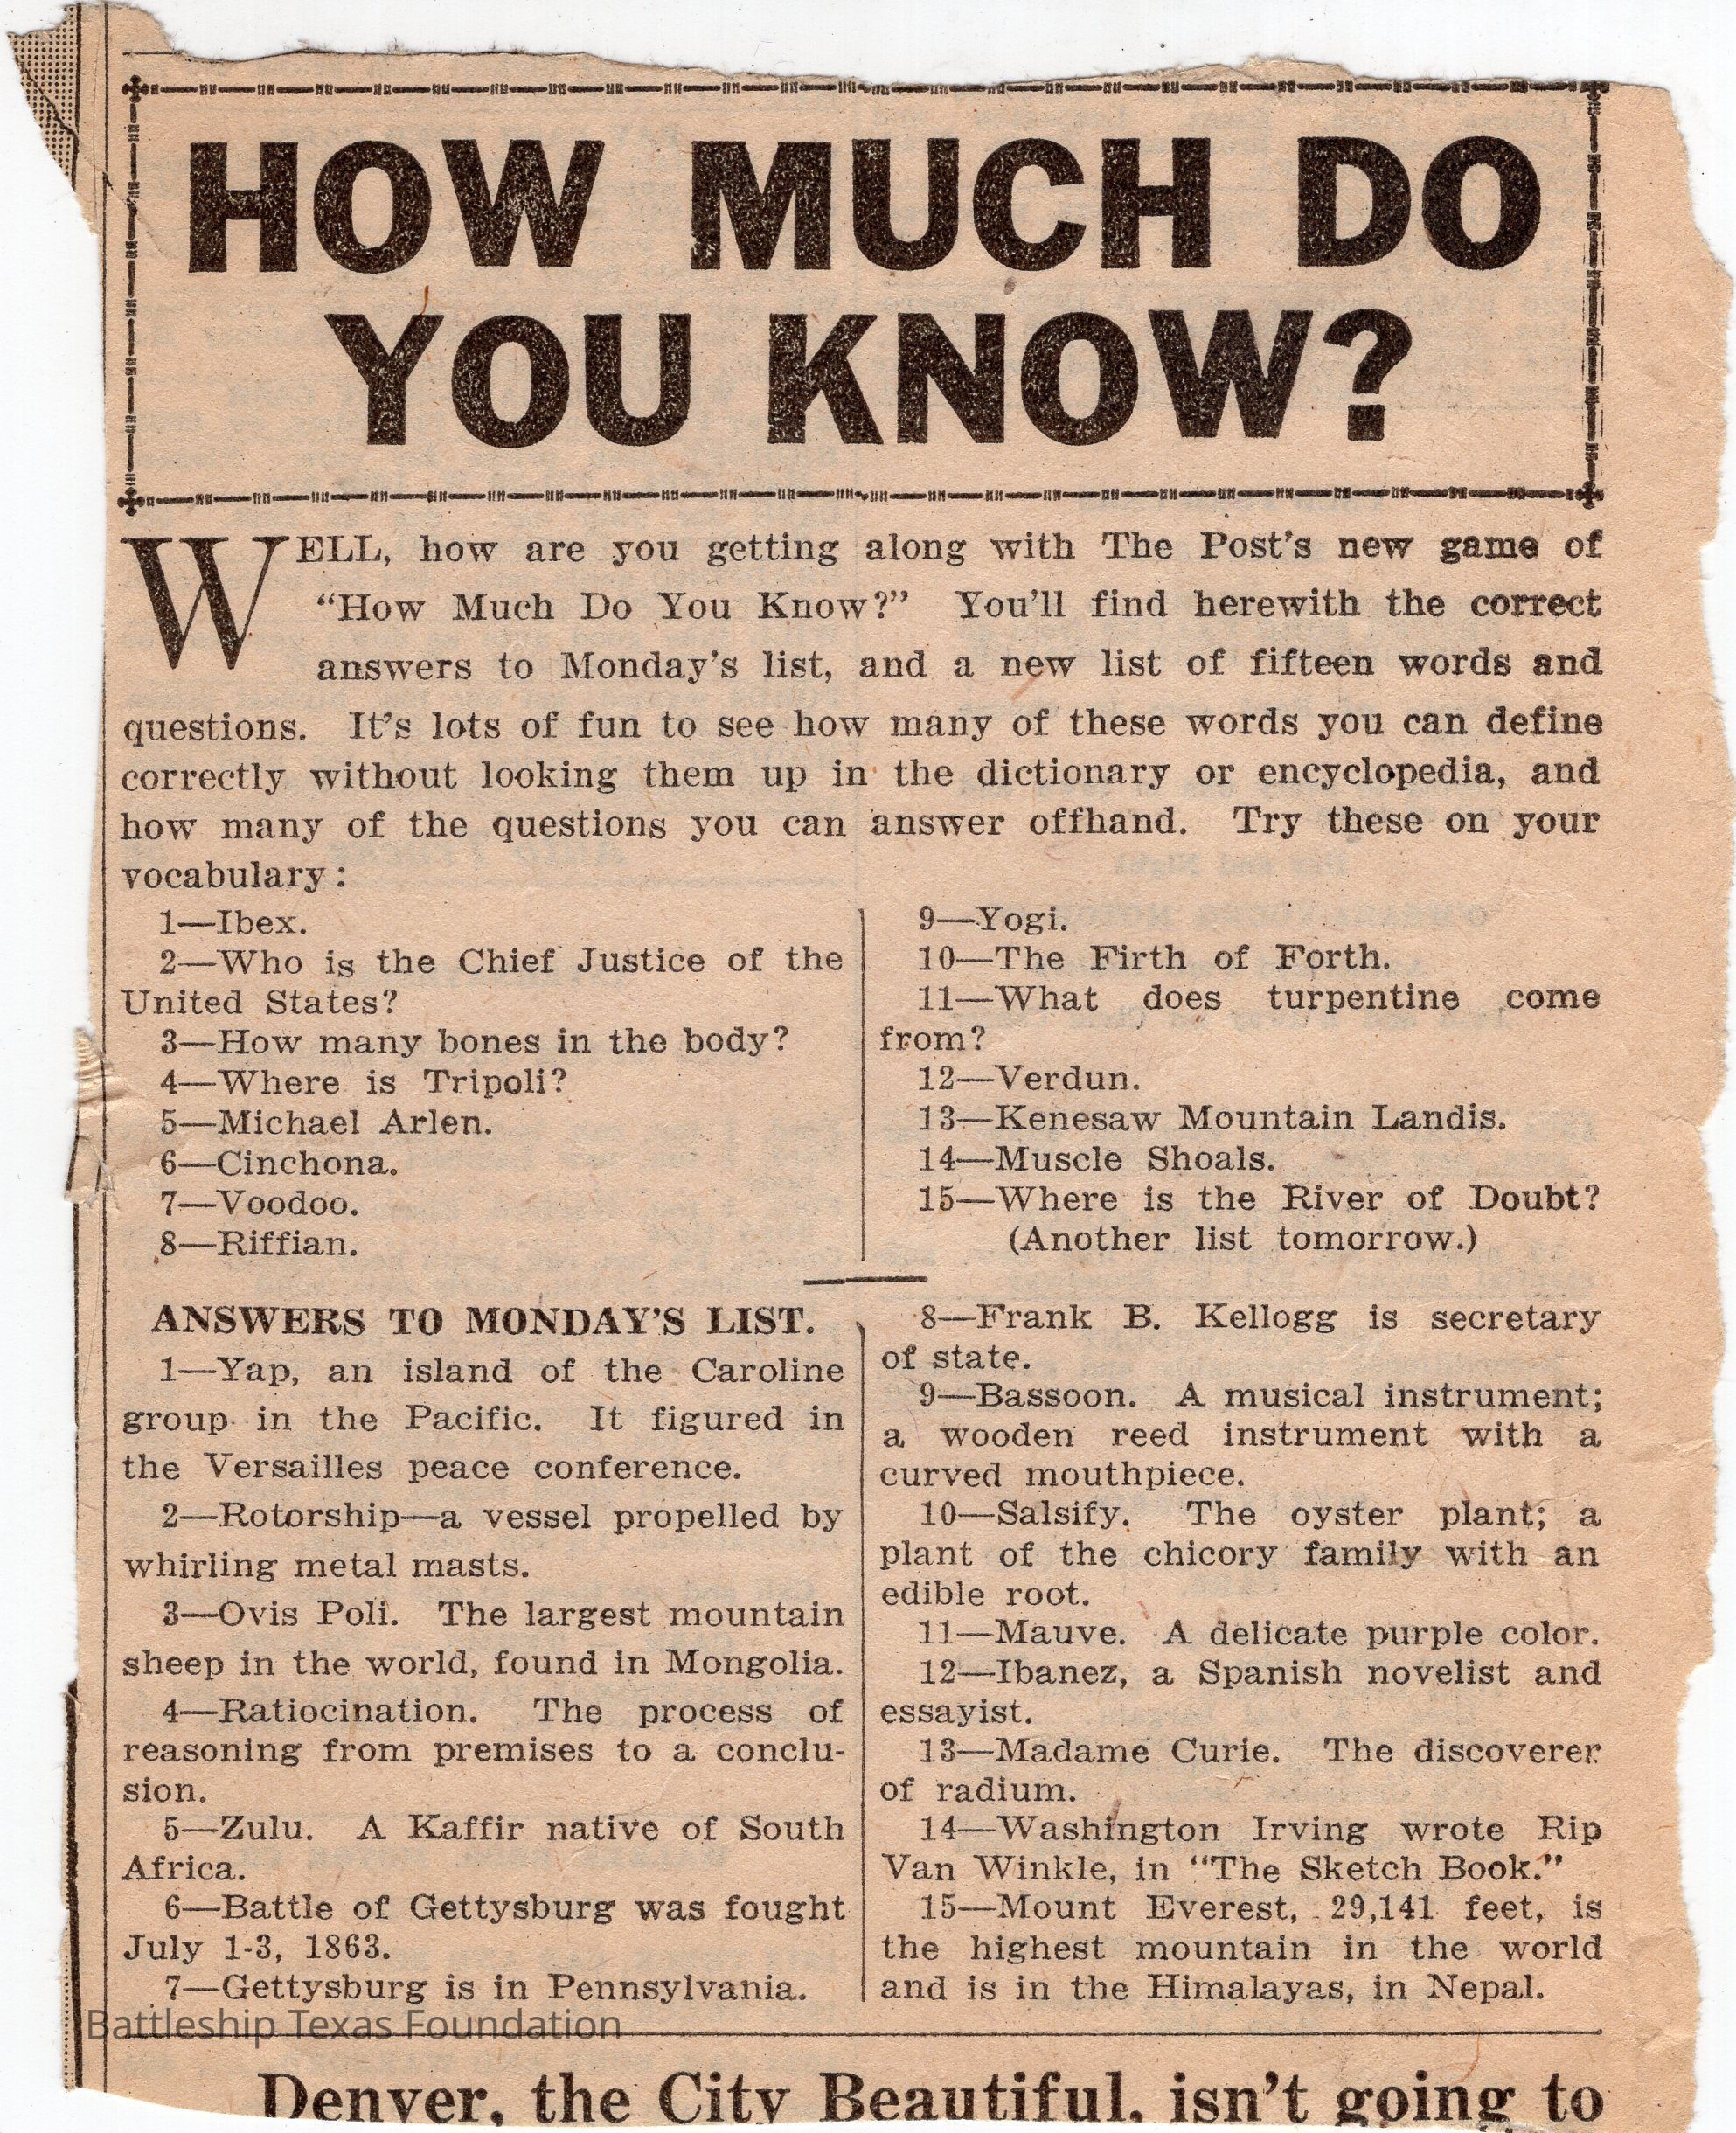 HOW MUCH DO
YOU KNOW?
WELL, how are you getting along with The Post's new game of
"How Much Do You Know?" You'll find herewith the correct
answers to Monday's list, and a new list of fifteen words and
questions. It's lots of fun to see how many of these words you can define
correctly without looking them up in the dictionary or encyclopedia, and
how many of the questions you can answer offhand. Try these on your
vocabulary:
1—Ibex.
2—Who is the Chief Justice of the
United States?
3—How many bones in the body?
4—Where is Tripoli?
5—Michael Arlen.
6—Cinchona.
7—Voodoo.
8—Riffian.
9—Yogi.
10—The Firth of Forth.
11—What does turpentine come
from?
12—Verdun.
13—Kenesaw Mountain Landis.
14—Muscle Shoals.
15—Where is the River of Doubt?
(Another list tomorrow.)
ANSWERS TO MONDAY'S LIST.
1—Yap, an island of the Caroline
group in the Pacific. It figured in
the Versailles peace conference.
2—Rotorship—a vessel propelled by
whirling metal masts.
3—Ovis Poli. The largest mountain
sheep in the world, found in Mongolia.
4—Ratiocination. The process of
reasoning from premises to a conclu-
sion.
5—Zulu. A Kaffir native of South
Africa.
6—Battle of Gettysburg was fought
July 1-3, 1863.
7—Gettysburg is in Pennsylvania.
8—Frank B. Kellogg is secretary
of state.
9—Bassoon. A musical instrument;
a wooden reed instrument with a
curved mouthpiece.
10—Salsify. The oyster plant; a
plant of the chicory family with an
edible root.
11—Mauve. A delicate purple color.
12—Ibanez, a Spanish novelist and
essayist.
13—Madame Curie. The discoverer
of radium.
14—Washington Irving wrote Rip
Van Winkle, in "The Sketch Book."
15—Mount Everest, 29,141 feet, is
the highest mountain in the world
and is in the Himalayas, in Nepal.
Battleship Texas Foundation
Denver, the City Beautiful, isn't going to